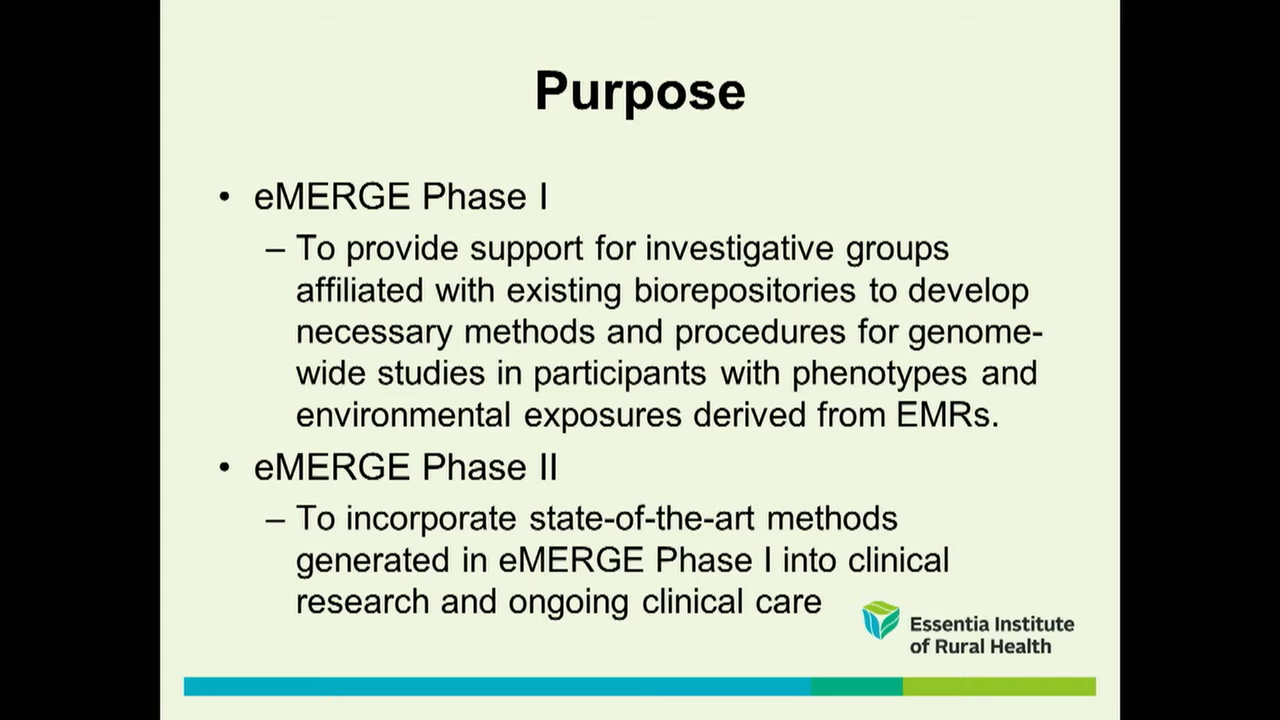 Purpose
• eMERGE Phase I
– To provide support for investigative groups
affiliated with existing biorepositories to develop
necessary methods and procedures for genome-
wide studies in participants with phenotypes and
environmental exposures derived from EMRs.
• eMERGE Phase II
– To incorporate state-of-the-art methods
generated in eMERGE Phase I into clinical
research and ongoing clinical care
Essentia Institute
of Rural Health